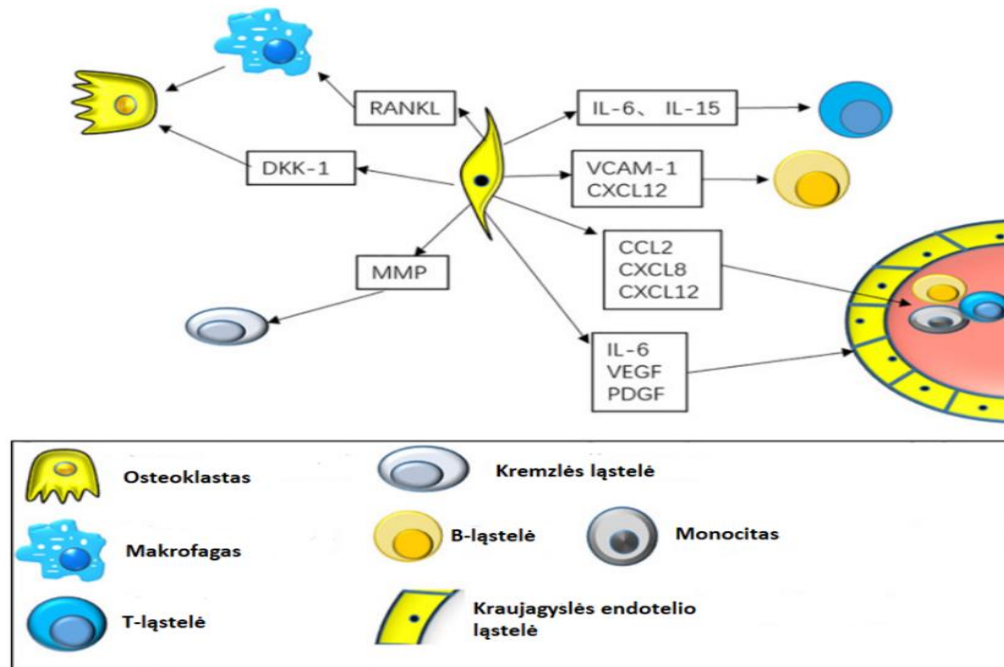 RANKL
IL-6、 IL-15
DKK-1
VCAM-1
CXCL12
MMP
CCL2
CXCL8
CXCL12
IL-6
VEGF
PDGF
Osteoklastas
Kremzlės ląstelė
Makrofagas
B-ląstelė
Monocitas
T-ląstelė
Kraujagyslės endotelio
ląstelė